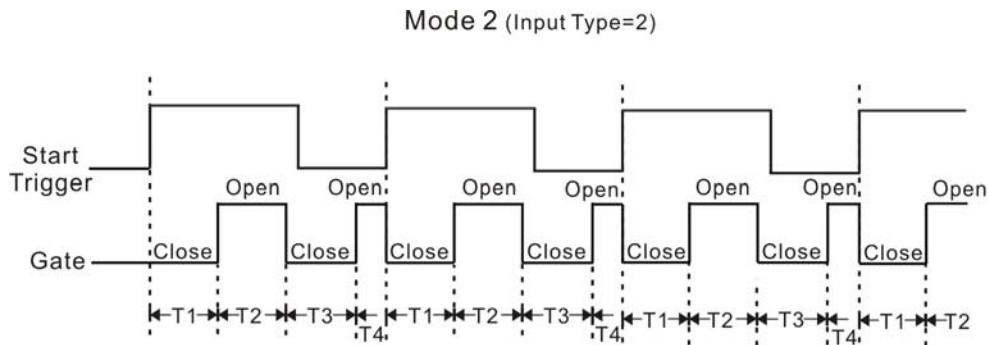 Mode 2 (Input Type=2)
Start
Trigger
Open Open Open Open Open Open Open
Gate
Close Close Close Close Close Close Close
T1 T2 T3 T4 T1 T2 T3 T4 T1 T2 T3 T4 T1 T2